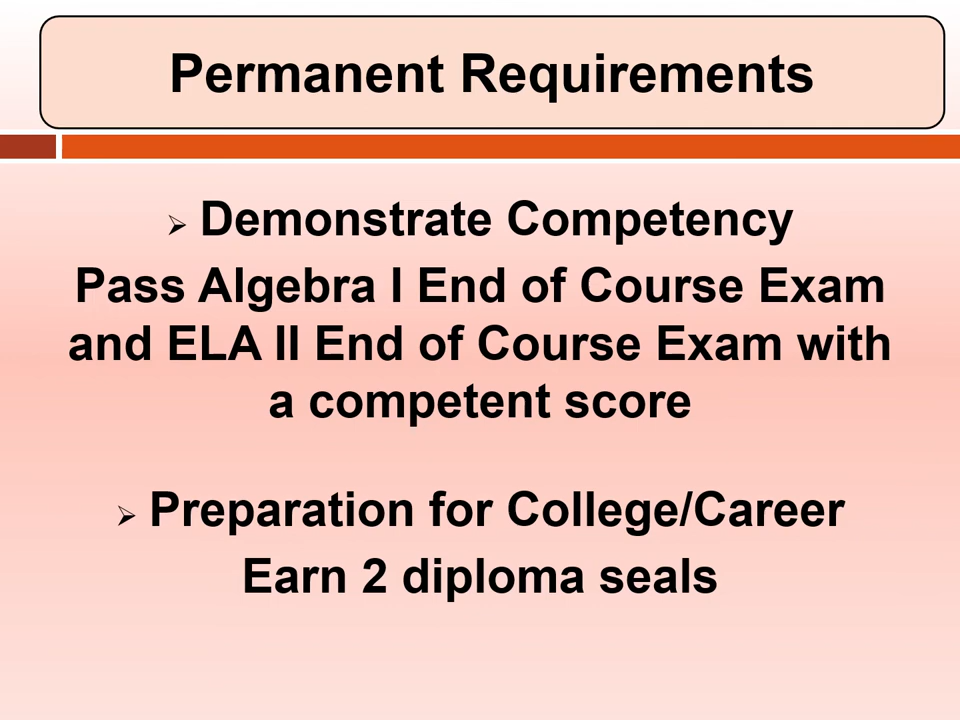 Permanent Requirements
➢ Demonstrate Competency
Pass Algebra I End of Course Exam
and ELA II End of Course Exam with
a competent score
➢ Preparation for College/Career
Earn 2 diploma seals